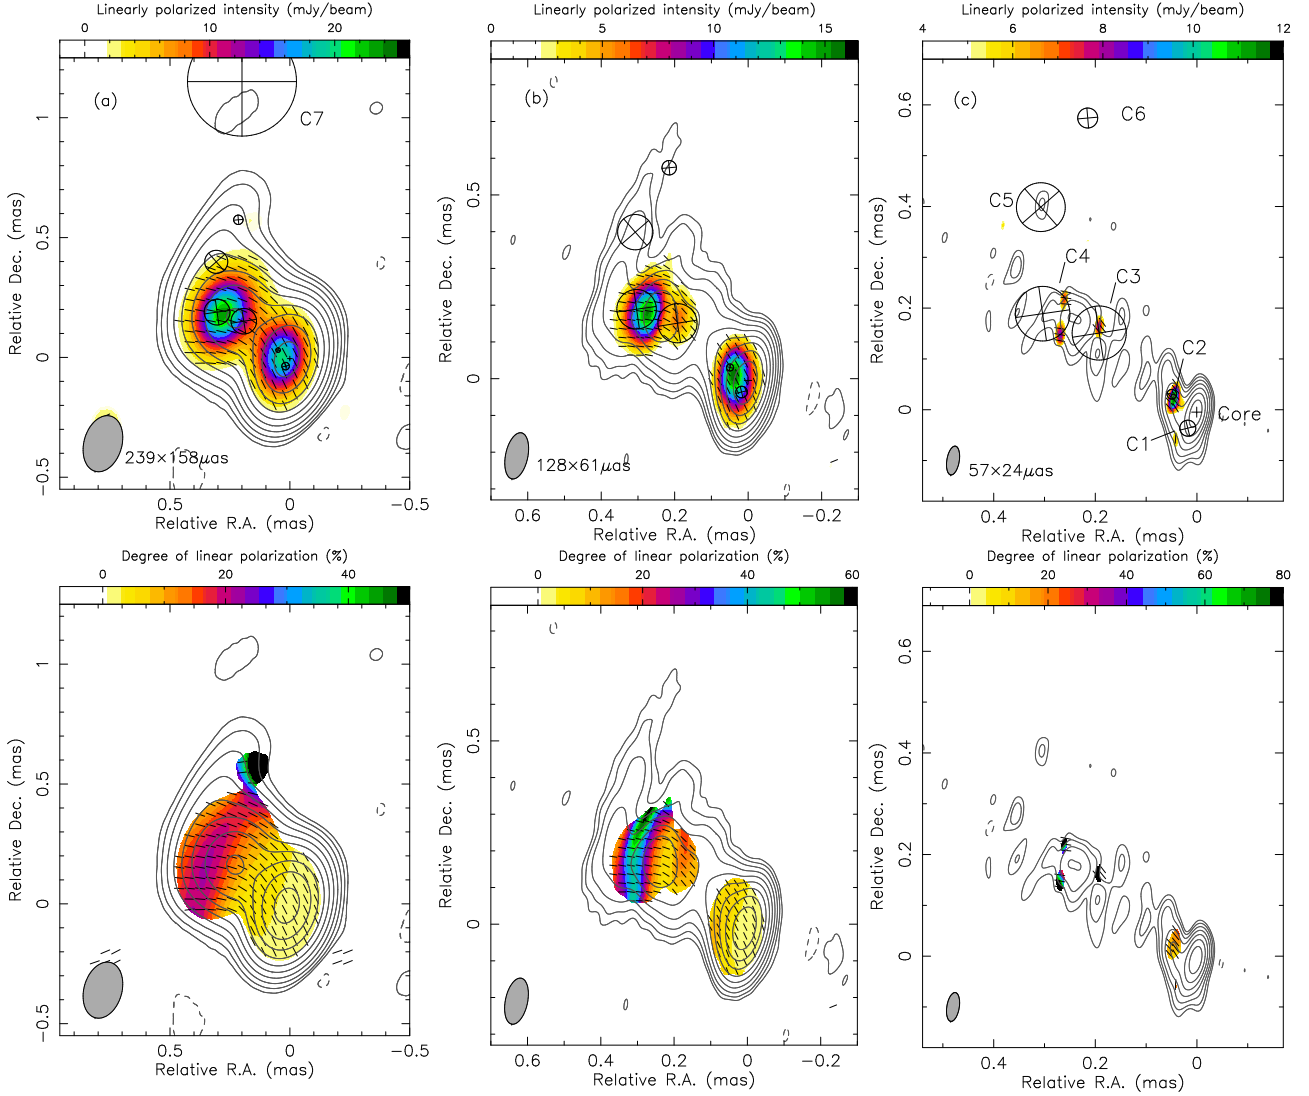 Linearly polarized intensity (mJy/beam)
0 10 20
(a)
C7
1
0.5
0
−0.5
Relative Dec. (mas)
239×158μas
0.5 0 −0.5
Relative R.A. (mas)
Linearly polarized intensity (mJy/beam)
0 5 10 15
(b)
0.5
0
Relative Dec. (mas)
128×61μas
0.6 0.4 0.2 0 −0.2
Relative R.A. (mas)
Linearly polarized intensity (mJy/beam)
4 6 8 10 12
(c)
C6
C5
C4
C3
C2
Core
C1
0.6
0.4
0.2
0
Relative Dec. (mas)
57×24μas
0.4 0.2 0
Relative R.A. (mas)
Degree of linear polarization (%)
0 20 40
1
0.5
0
−0.5
Relative Dec. (mas)
0.5 0 −0.5
Relative R.A. (mas)
Degree of linear polarization (%)
0 20 40 60
0.5
0
Relative Dec. (mas)
0.6 0.4 0.2 0 −0.2
Relative R.A. (mas)
Degree of linear polarization (%)
0 20 40 60 80
0.6
0.4
0.2
0
Relative Dec. (mas)
0.4 0.2 0
Relative R.A. (mas)